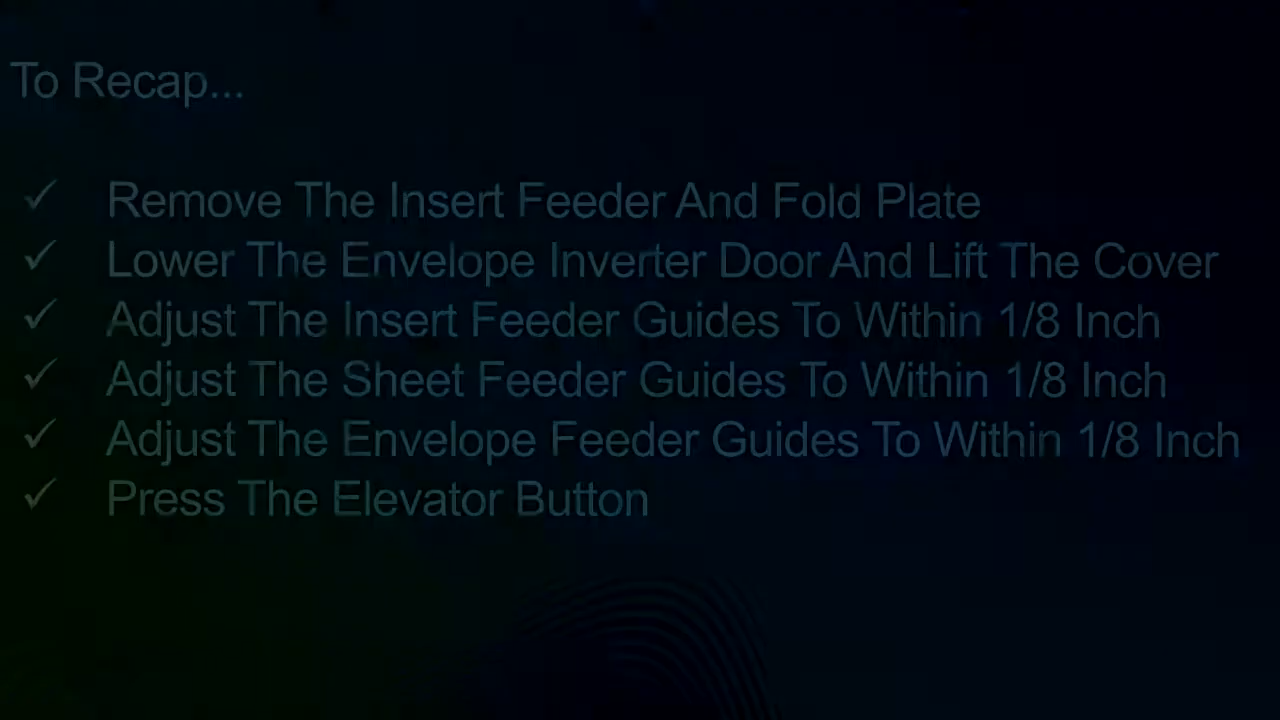 To Recap...
✓ Remove The Insert Feeder And Fold Plate
✓ Lower The Envelope Inverter Door And Lift The Cover
✓ Adjust The Insert Feeder Guides To Within 1/8 Inch
✓ Adjust The Sheet Feeder Guides To Within 1/8 Inch
✓ Adjust The Envelope Feeder Guides To Within 1/8 Inch
✓ Press The Elevator Button